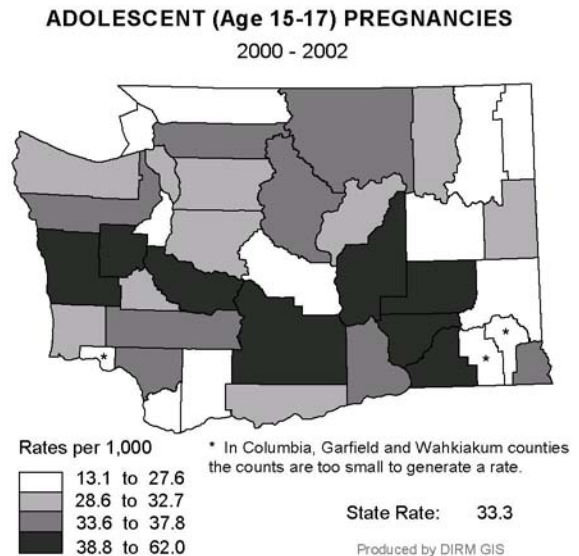 ADOLESCENT (Age 15-17) PREGNANCIES
2000 - 2002
*
*
*
Rates per 1,000
13.1 to 27.6
28.6 to 32.7
33.6 to 37.8
38.8 to 62.0
* In Columbia, Garfield and Wahkiakum counties
the counts are too small to generate a rate.
State Rate: 33.3
Produced by DIRM GIS